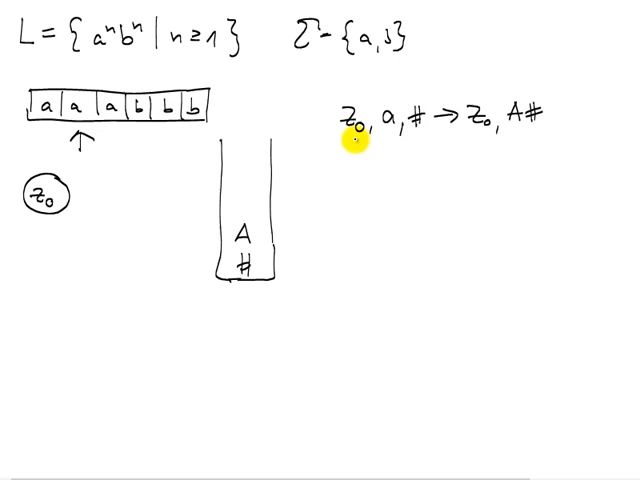 L = { aⁿbⁿ | n ≥ 1 } Σ = {a, b}
a a a b b b
z₀, a, # → z₀, A#
z₀
A
#